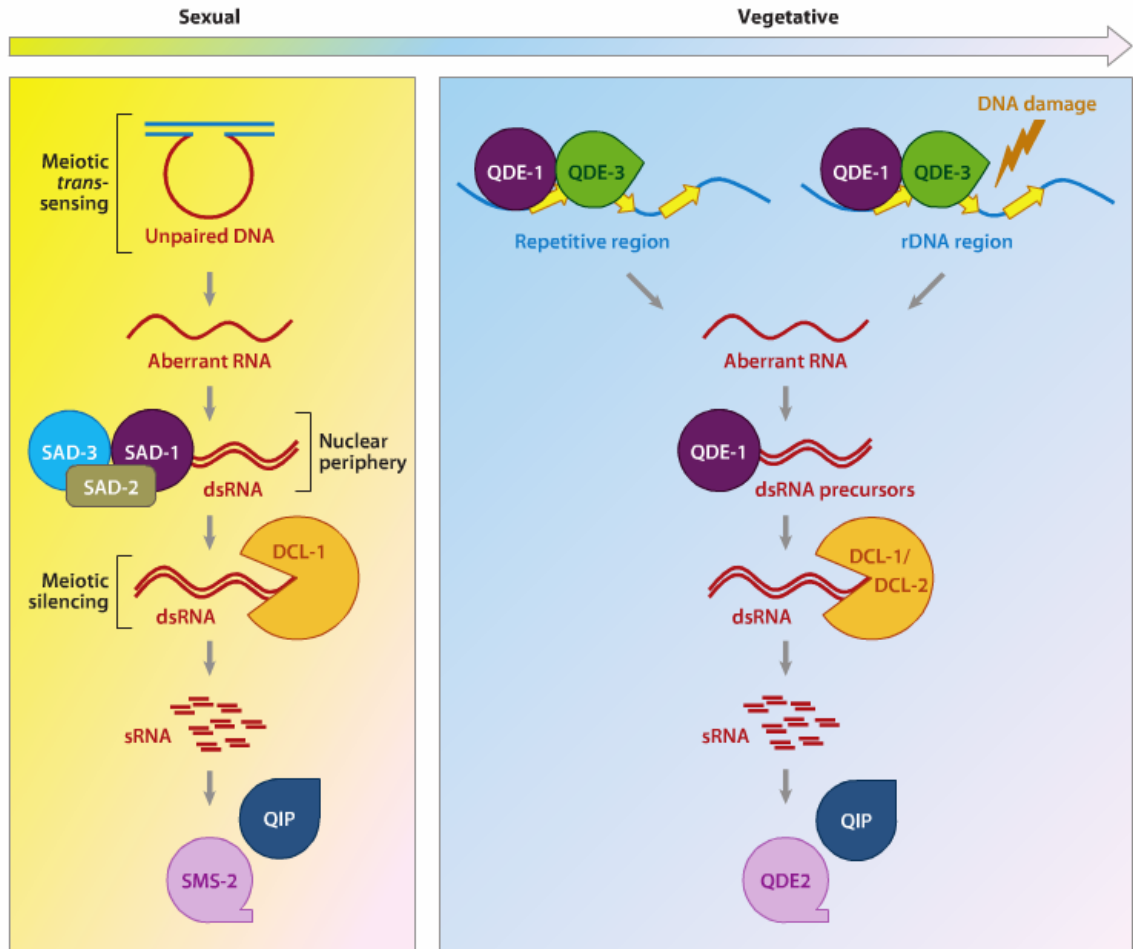 Sexual
Vegetative
Meiotic
trans-
sensing
Unpaired DNA
Aberrant RNA
SAD-3
SAD-1
SAD-2
dsRNA
Nuclear
periphery
Meiotic
silencing
DCL-1
dsRNA
sRNA
QIP
SMS-2
DNA damage
QDE-1
QDE-3
QDE-1
QDE-3
Repetitive region
rDNA region
Aberrant RNA
QDE-1
dsRNA precursors
DCL-1/
DCL-2
dsRNA
sRNA
QIP
QDE2